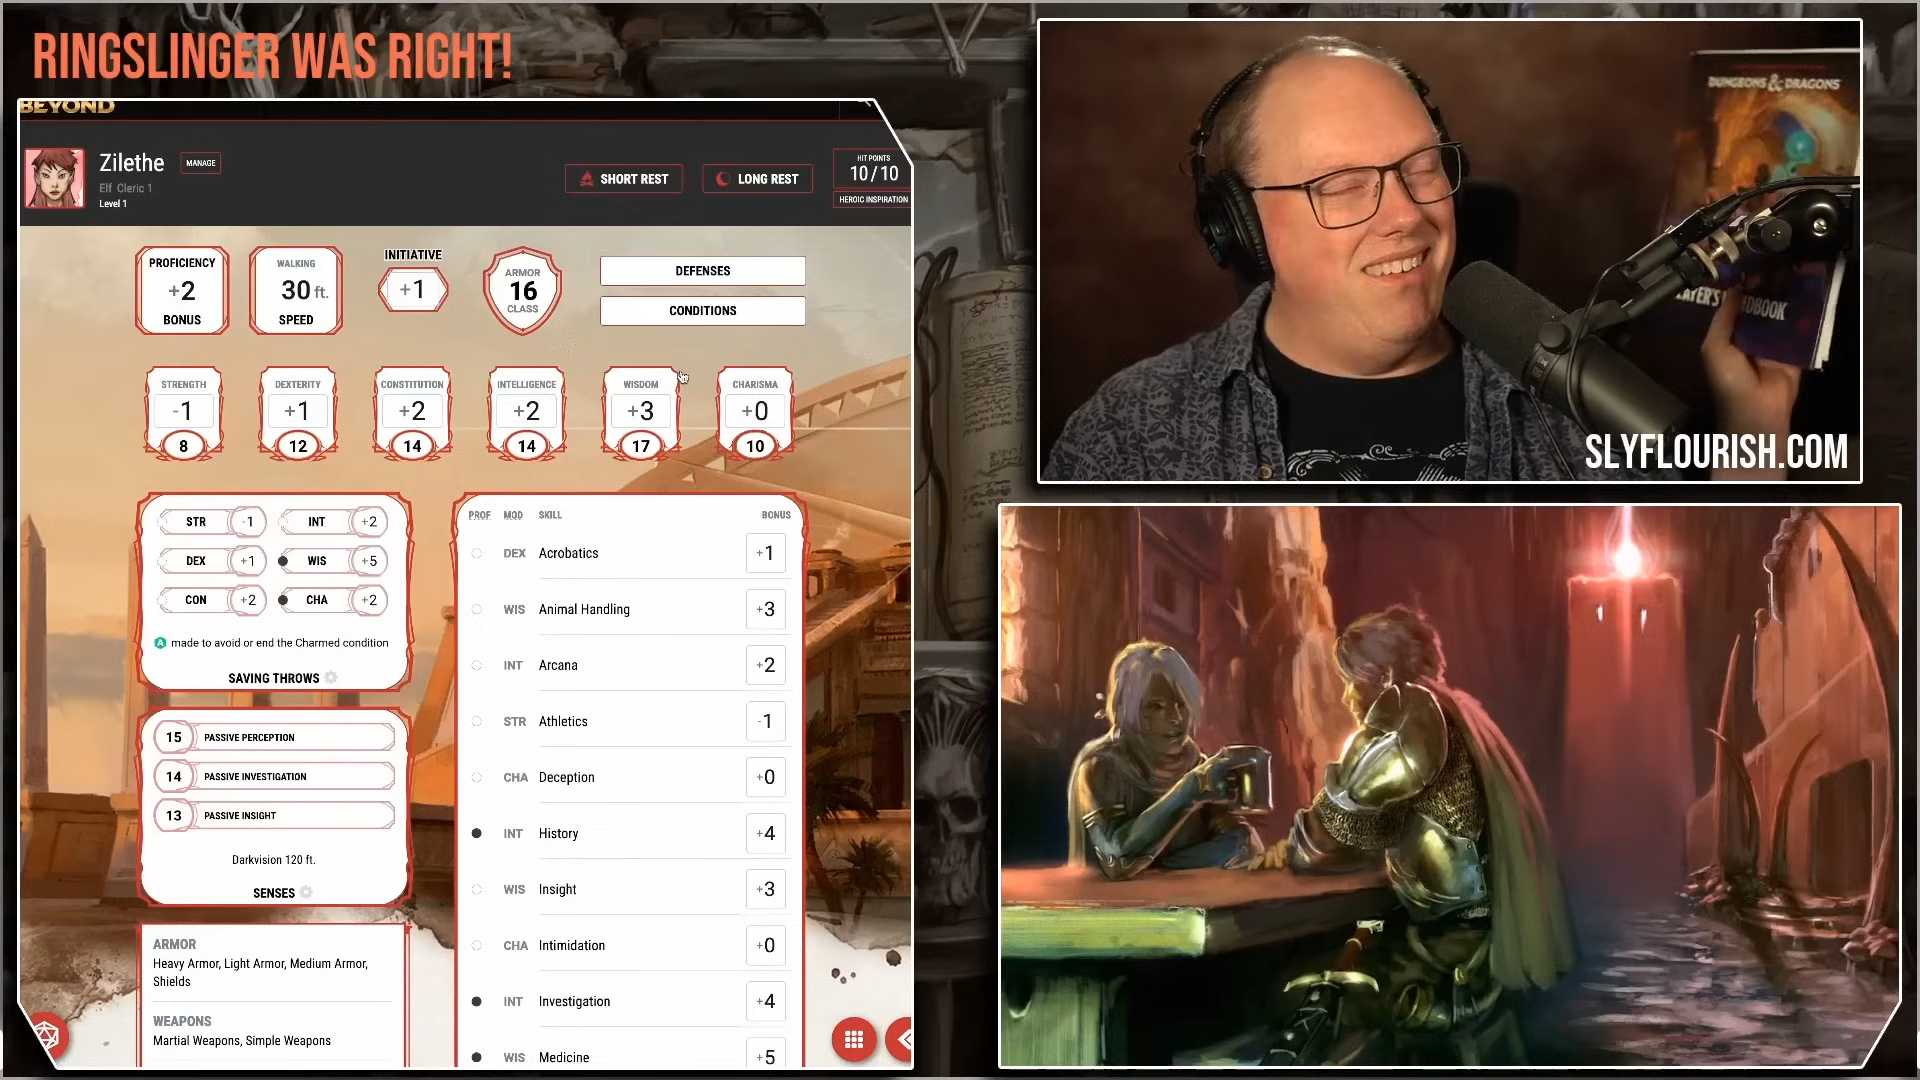 RINGSLINGER WAS RIGHT!
BEYOND
Zilethe
MANAGE
Elf Cleric 1
Level 1
SHORT REST
LONG REST
HIT POINTS
10/10
HEROIC INSPIRATION
PROFICIENCY
+2
BONUS
WALKING
30 ft.
SPEED
INITIATIVE
+1
ARMOR
16
CLASS
DEFENSES
CONDITIONS
STRENGTH
-1
8
DEXTERITY
+1
12
CONSTITUTION
+2
14
INTELLIGENCE
+2
14
WISDOM
+3
17
CHARISMA
+0
10
STR -1
INT +2
DEX +1
WIS +5
CON +2
CHA +2
A made to avoid or end the Charmed condition
SAVING THROWS
15 PASSIVE PERCEPTION
14 PASSIVE INVESTIGATION
13 PASSIVE INSIGHT
Darkvision 120 ft.
SENSES
ARMOR
Heavy Armor, Light Armor, Medium Armor,
Shields
WEAPONS
Martial Weapons, Simple Weapons
PROF MOD SKILL BONUS
DEX Acrobatics +1
WIS Animal Handling +3
INT Arcana +2
STR Athletics -1
CHA Deception +0
INT History +4
WIS Insight +3
CHA Intimidation +0
INT Investigation +4
WIS Medicine +5
DUNGEONS & DRAGONS
SLYFLOURISH.COM